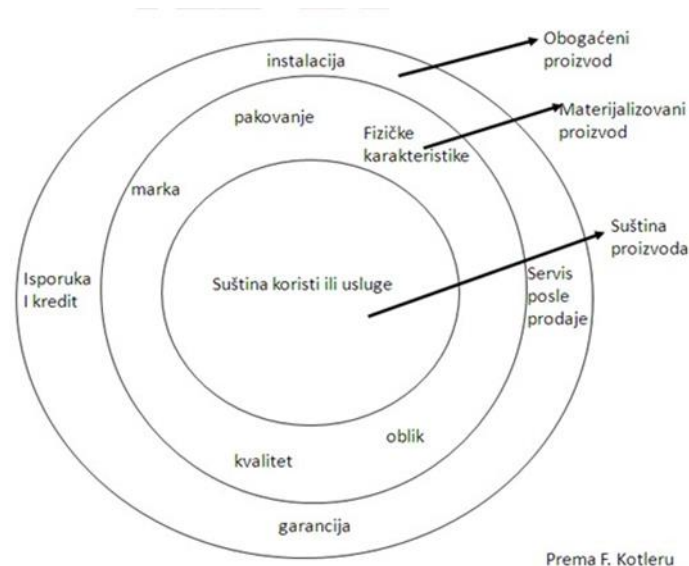 Obogaćeni
proizvod
instalacija
pakovanje
Materijalizovani
proizvod
Fizičke
karakteristike
marka
Suština
proizvoda
Suština koristi ili usluge
Isporuka
I kredit
Servis
posle
prodaje
oblik
kvalitet
garancija
Prema F. Kotleru